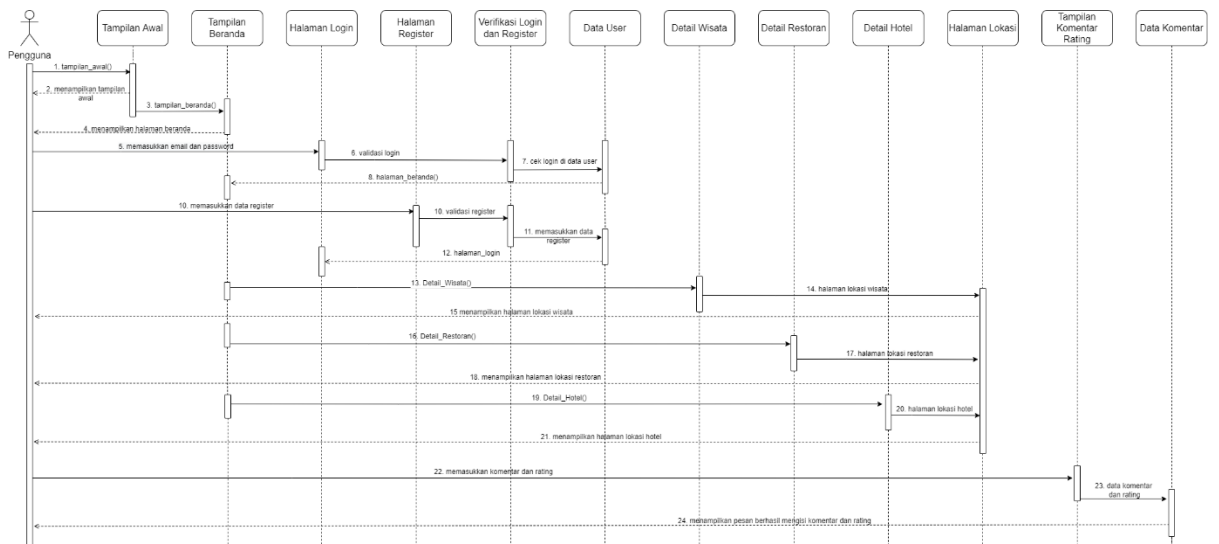 Pengguna
Tampilan Awal
Tampilan
Beranda
Halaman Login
Halaman
Register
Verifikasi Login
dan Register
Data User
Detail Wisata
Detail Restoran
Detail Hotel
Halaman Lokasi
Tampilan
Komentar
Rating
Data Komentar
1. tampilan_awal()
2. menampilkan tampilan
awal
3. tampilan_beranda()
4. menampilkan halaman beranda
5. memasukkan email dan password
6. validasi login
7. cek login di data user
8. halaman_beranda()
10. memasukkan data register
10. validasi register
11. memasukkan data
register
12. halaman_login
13. Detail_Wisata()
14. halaman lokasi wisata
15 menampilkan halaman lokasi wisata
16. Detail_Restoran()
17. halaman lokasi restoran
18. menampilkan halaman lokasi restoran
19. Detail_Hotel()
20. halaman lokasi hotel
21. menampilkan halaman lokasi hotel
22. memasukkan komentar dan rating
23. data komentar
dan rating
24. menampilkan pesan berhasil mengisi komentar dan rating